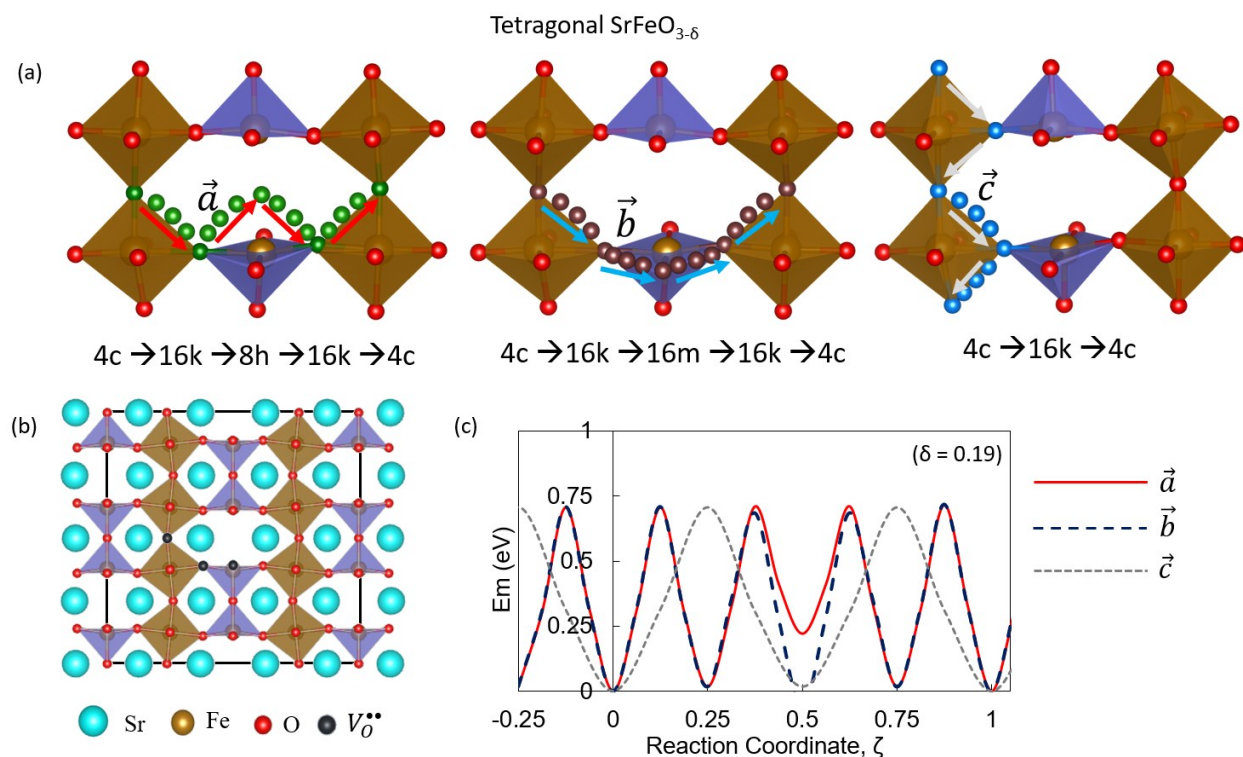 Tetragonal SrFeO3-δ
(a)
a⃗
b⃗
c⃗
4c →16k →8h →16k →4c
4c →16k →16m →16k →4c
4c →16k →4c
(b)
Sr
Fe
O
V_O^••
(c)
(δ = 0.19)
Em (eV)
1
0.75
0.5
0.25
0
-0.25 0 0.25 0.5 0.75 1
Reaction Coordinate, ζ
a⃗
b⃗
c⃗